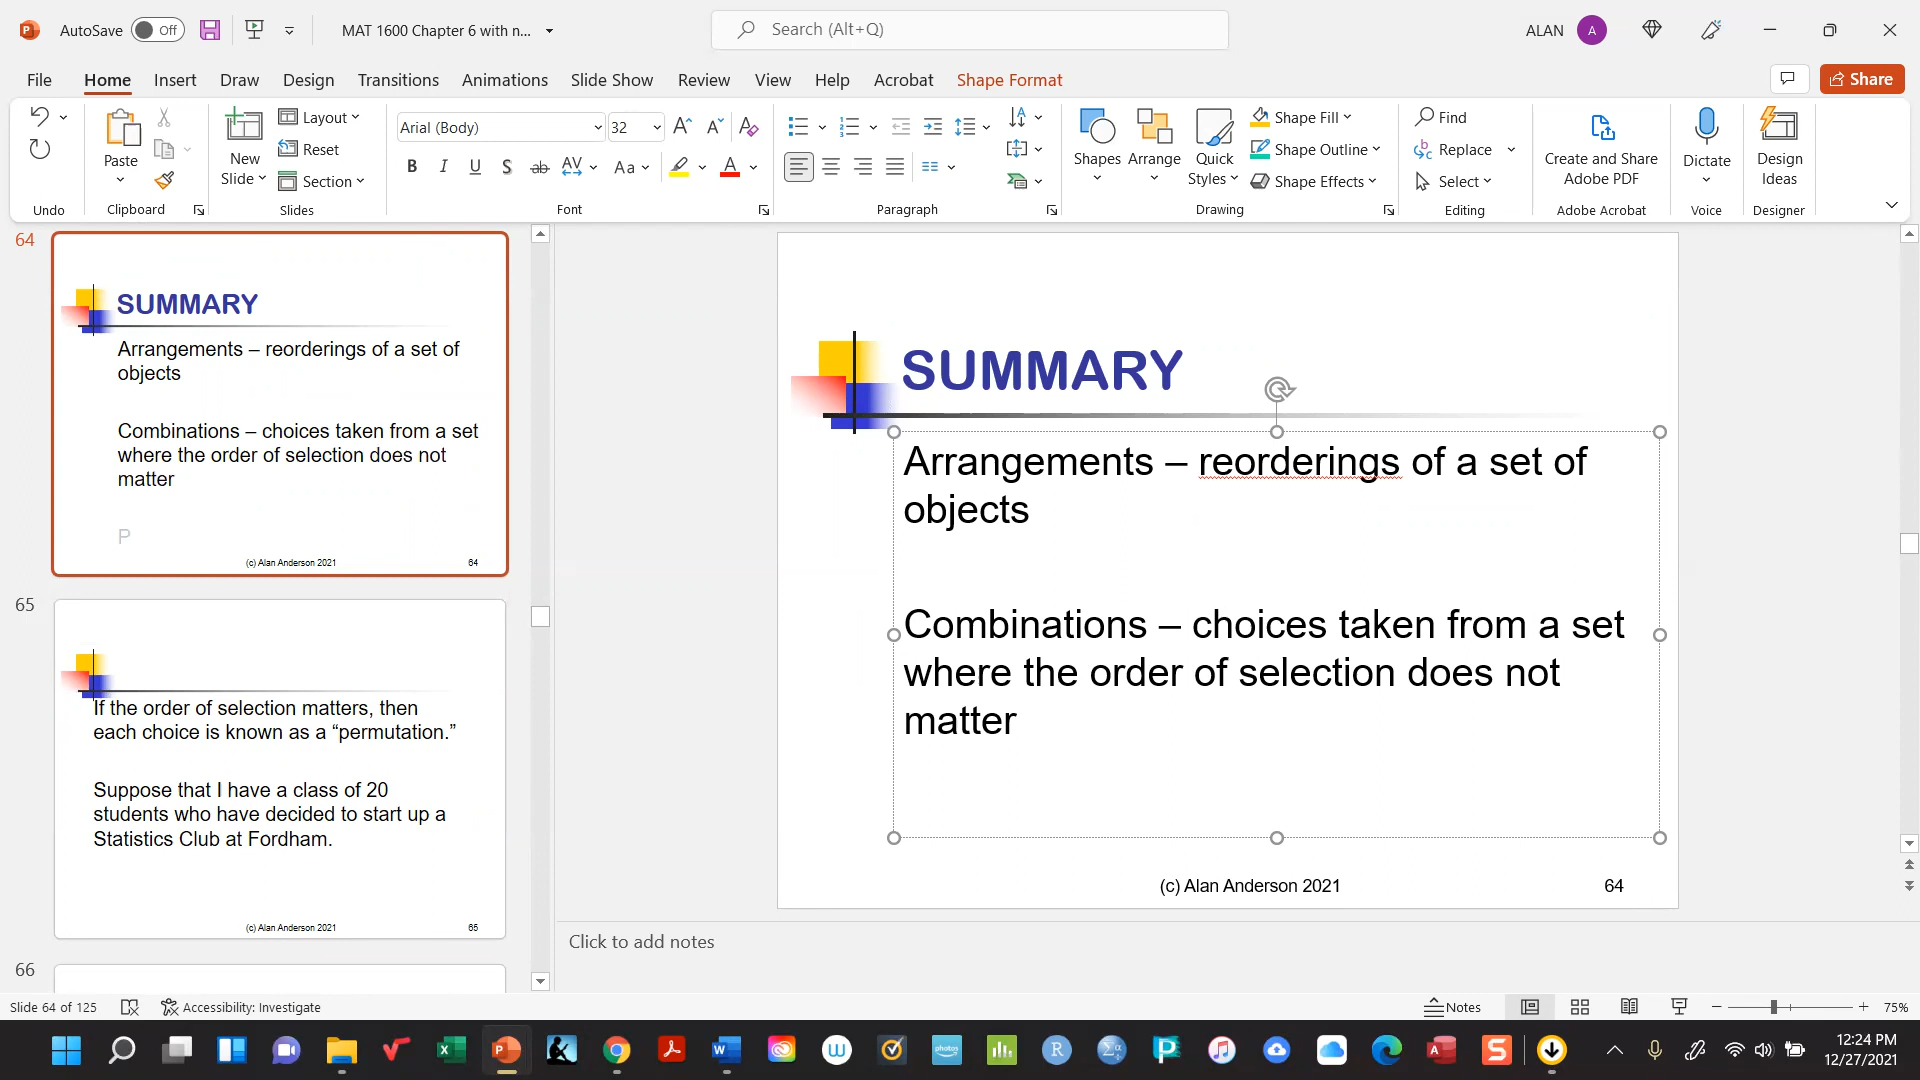 AutoSave Off MAT 1600 Chapter 6 with n... Search (Alt+Q) ALAN A
File Home Insert Draw Design Transitions Animations Slide Show Review View Help Acrobat Shape Format Share
Paste
New Slide
Layout
Reset
Section
Arial (Body) 32
B I U S ab AV Aa A
Shapes Arrange Quick Styles
Shape Fill
Shape Outline
Shape Effects
Find
Replace
Select
Create and Share Adobe PDF
Dictate
Design Ideas
Undo Clipboard Slides Font Paragraph Drawing Editing Adobe Acrobat Voice Designer
64
SUMMARY
Arrangements – reorderings of a set of
objects
Combinations – choices taken from a set
where the order of selection does not
matter
P
(c) Alan Anderson 2021 64
65
If the order of selection matters, then
each choice is known as a “permutation.”
Suppose that I have a class of 20
students who have decided to start up a
Statistics Club at Fordham.
(c) Alan Anderson 2021 65
66
SUMMARY
Arrangements – reorderings of a set of
objects
Combinations – choices taken from a set
where the order of selection does not
matter
(c) Alan Anderson 2021 64
Click to add notes
Slide 64 of 125 Accessibility: Investigate Notes 75%
12:24 PM
12/27/2021